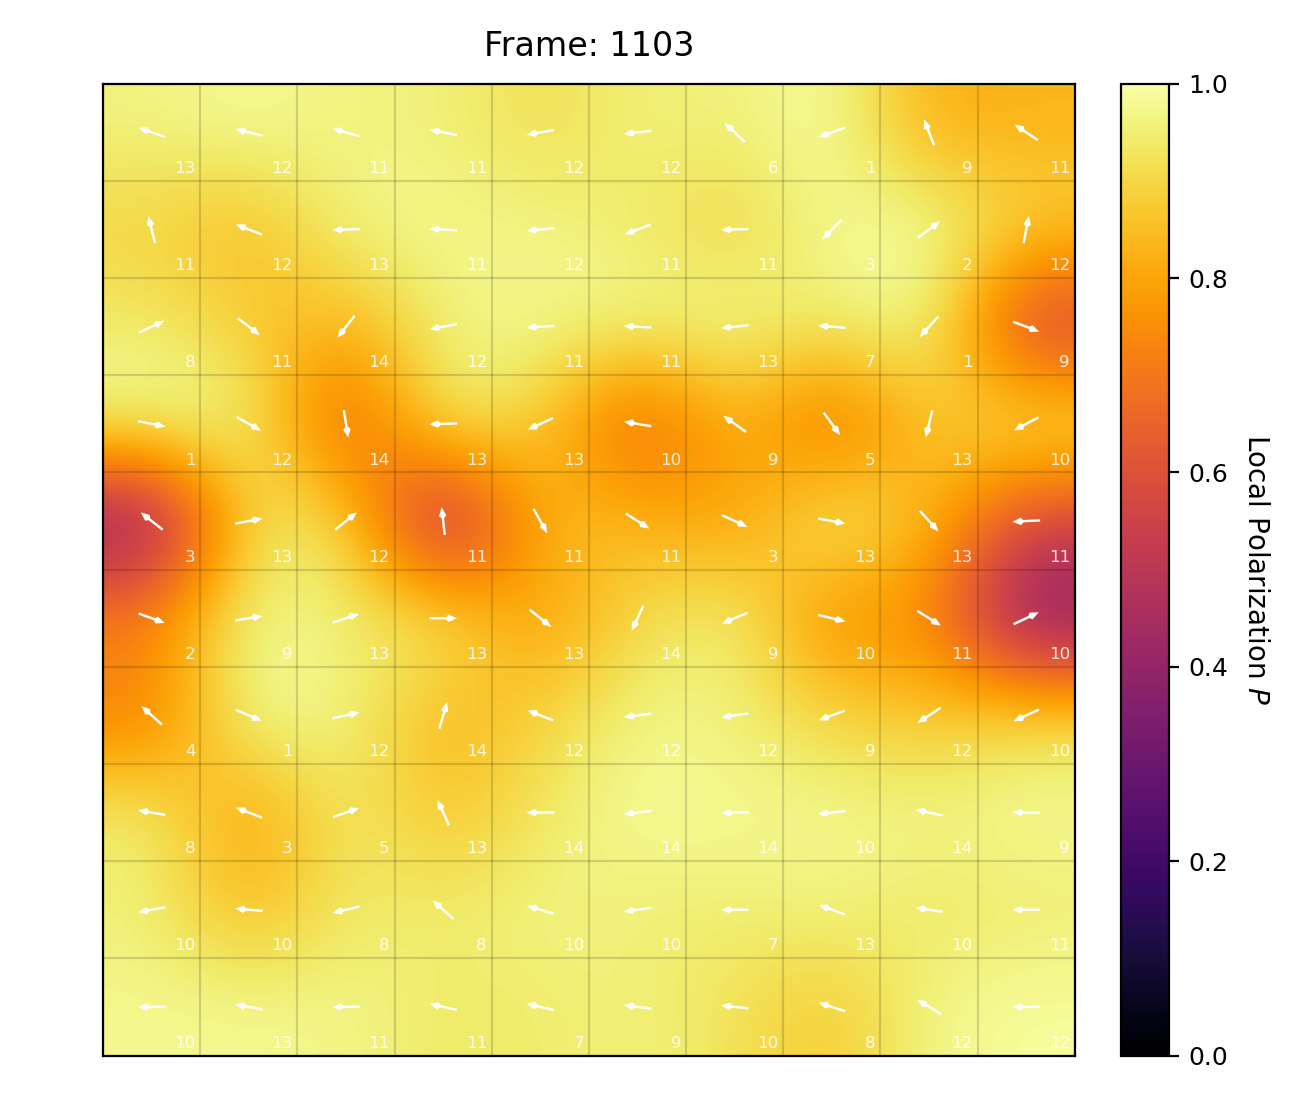 Frame: 1103
13 12 11 11 12 12 6 1 9 11
11 12 13 11 12 11 11 3 2 12
8 11 14 12 11 11 13 7 1 9
1 12 14 13 13 10 9 5 13 10
3 13 12 11 11 11 3 13 13 11
2 9 13 13 13 14 9 10 11 10
4 1 12 14 12 12 12 9 12 10
8 3 5 13 14 14 14 10 14 9
10 10 8 8 10 10 7 13 10 11
10 13 11 11 7 9 10 8 12 12
1.0
0.8
0.6
0.4
0.2
0.0
Local Polarization P